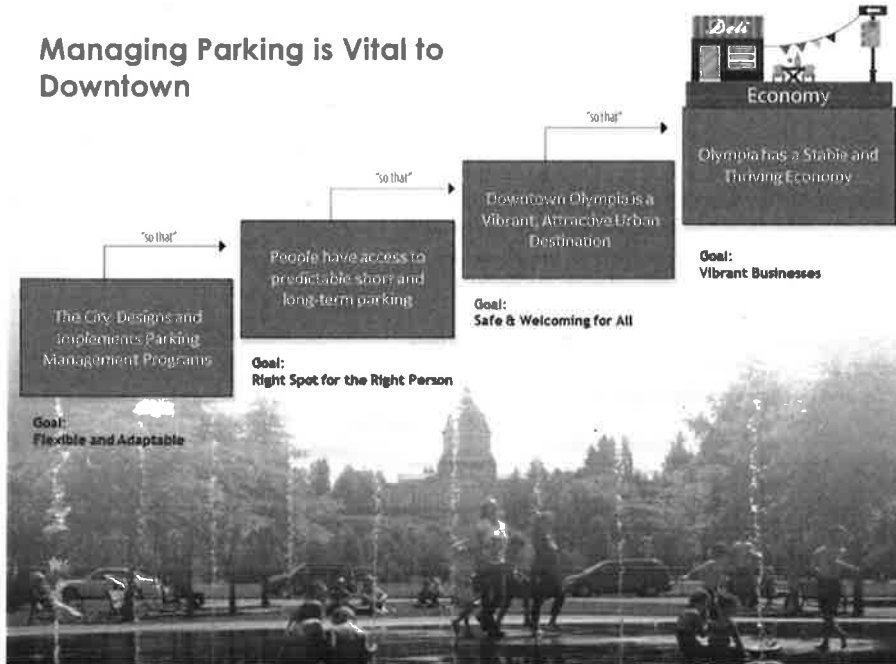 Managing Parking is Vital to
Downtown
Deli
Economy
"so that"
Olympia has a Stable and
Thriving Economy
"so that"
Downtown Olympia is a
Vibrant, Attractive Urban
Destination
Goal:
Vibrant Businesses
"so that"
People have access to
predictable short and
long-term parking
Goal:
Safe & Welcoming for All
The City Designs and
Implements Parking
Management Programs
Goal:
Right Spot for the Right Person
Goal:
Flexible and Adaptable